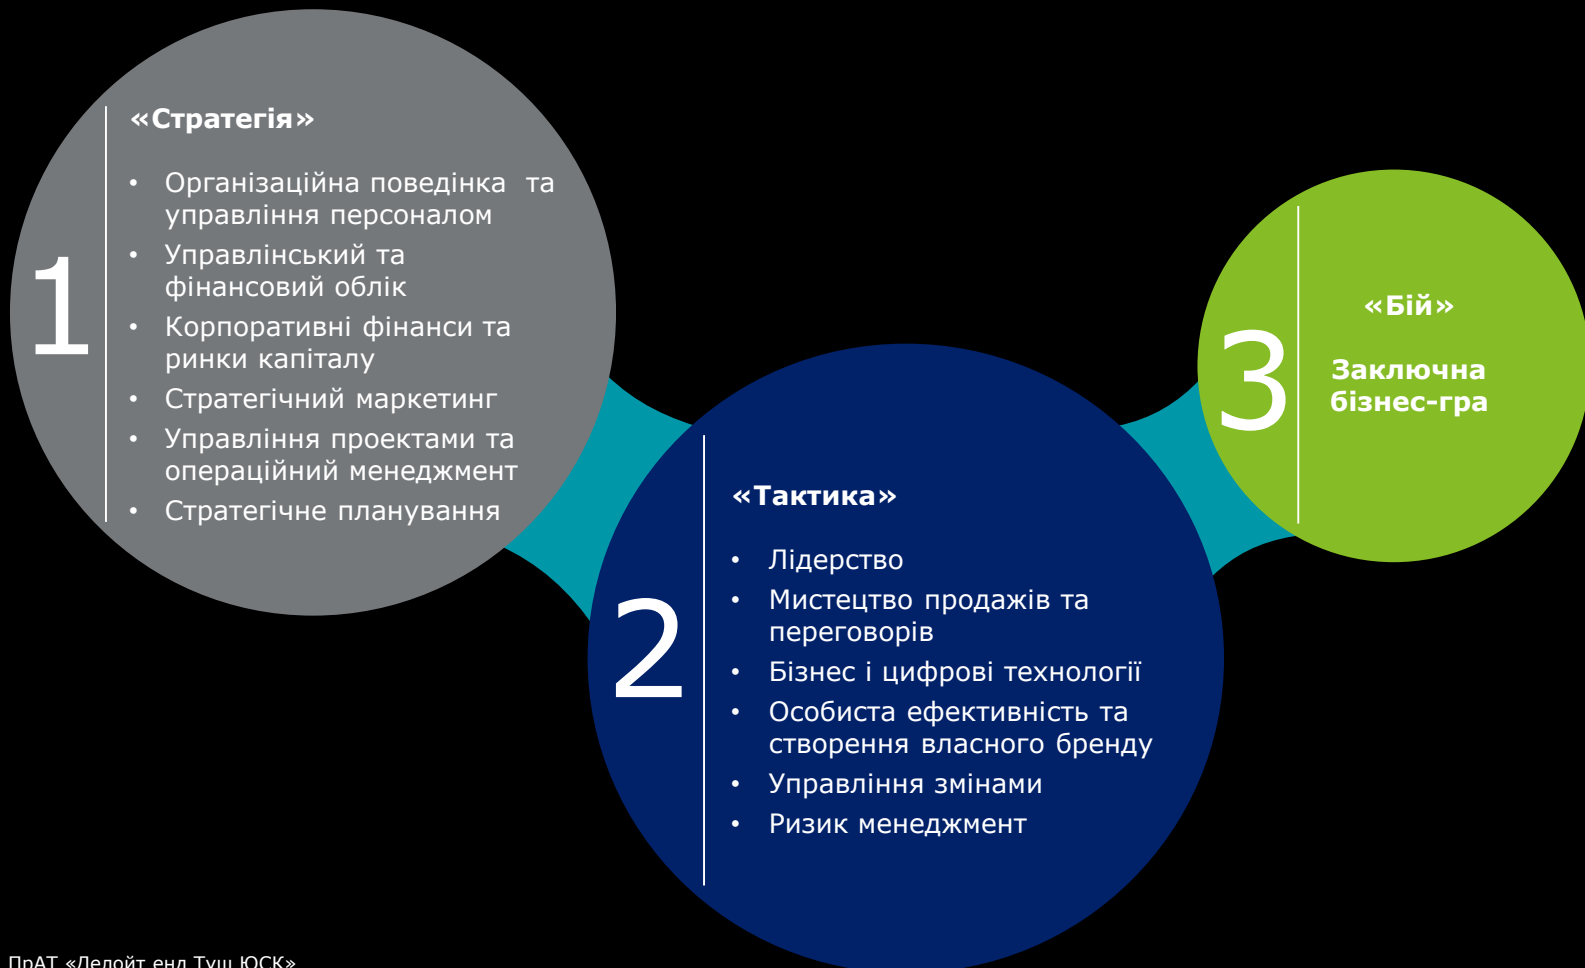 1
«Стратегія»
• Організаційна поведінка та
управління персоналом
• Управлінський та
фінансовий облік
• Корпоративні фінанси та
ринки капіталу
• Стратегічний маркетинг
• Управління проектами та
операційний менеджмент
• Стратегічне планування
2
«Тактика»
• Лідерство
• Мистецтво продажів та
переговорів
• Бізнес і цифрові технології
• Особиста ефективність та
створення власного бренду
• Управління змінами
• Ризик менеджмент
3
«Бій»
Заключна
бізнес-гра
ПрАТ «Делойт енд Туш ЮСК»